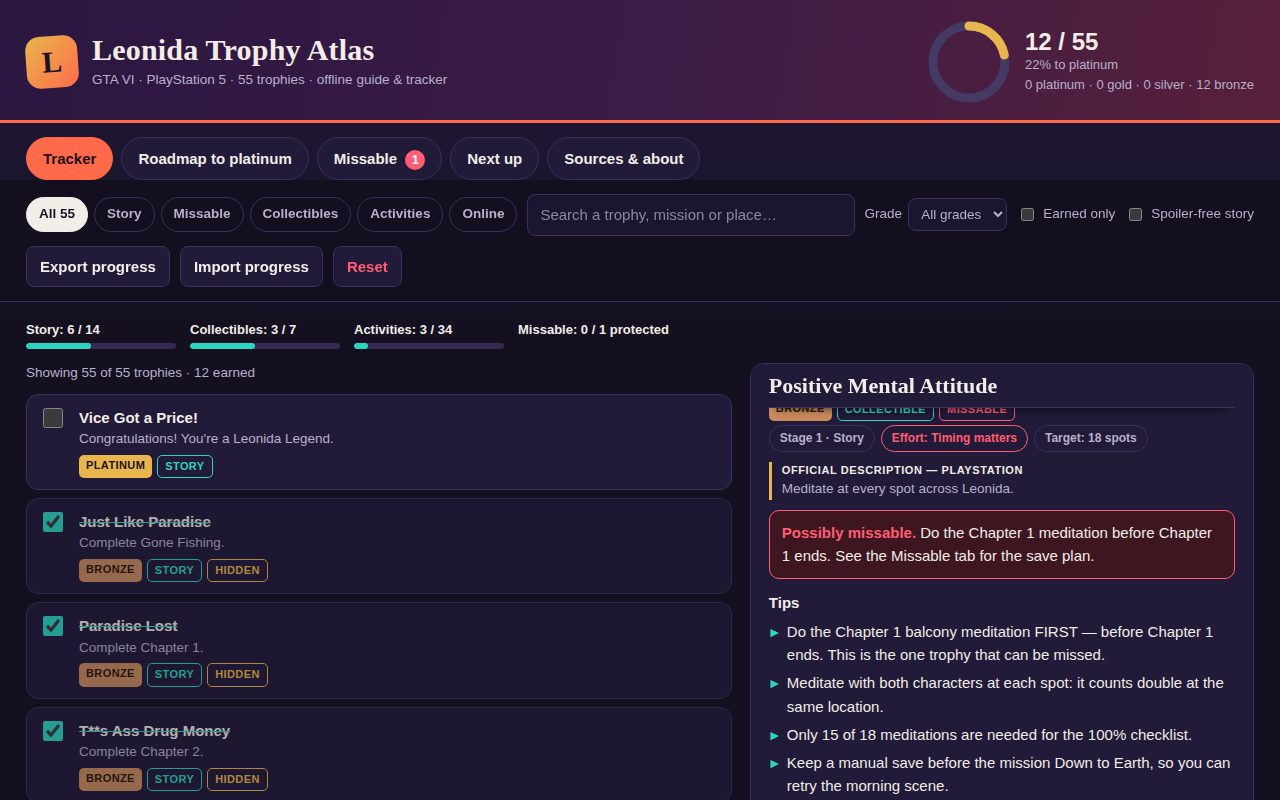 L
Leonida Trophy Atlas
GTA VI · PlayStation 5 · 55 trophies · offline guide & tracker
12 / 55
22% to platinum
0 platinum · 0 gold · 0 silver · 12 bronze
Tracker
Roadmap to platinum
Missable 1
Next up
Sources & about
All 55
Story
Missable
Collectibles
Activities
Online
Search a trophy, mission or place…
Grade
All grades
Earned only
Spoiler-free story
Export progress
Import progress
Reset
Story: 6 / 14
Collectibles: 3 / 7
Activities: 3 / 34
Missable: 0 / 1 protected
Showing 55 of 55 trophies · 12 earned
Vice Got a Price!
Congratulations! You're a Leonida Legend.
PLATINUM STORY
Just Like Paradise
Complete Gone Fishing.
BRONZE STORY HIDDEN
Paradise Lost
Complete Chapter 1.
BRONZE STORY HIDDEN
T**s Ass Drug Money
Complete Chapter 2.
BRONZE STORY HIDDEN
Positive Mental Attitude
BRONZE COLLECTIBLE MISSABLE
Stage 1 · Story
Effort: Timing matters
Target: 18 spots
OFFICIAL DESCRIPTION — PLAYSTATION
Meditate at every spot across Leonida.
Possibly missable. Do the Chapter 1 meditation before Chapter
1 ends. See the Missable tab for the save plan.
Tips
► Do the Chapter 1 balcony meditation FIRST — before Chapter 1
ends. This is the one trophy that can be missed.
► Meditate with both characters at each spot: it counts double at the
same location.
► Only 15 of 18 meditations are needed for the 100% checklist.
► Keep a manual save before the mission Down to Earth, so you can
retry the morning scene.